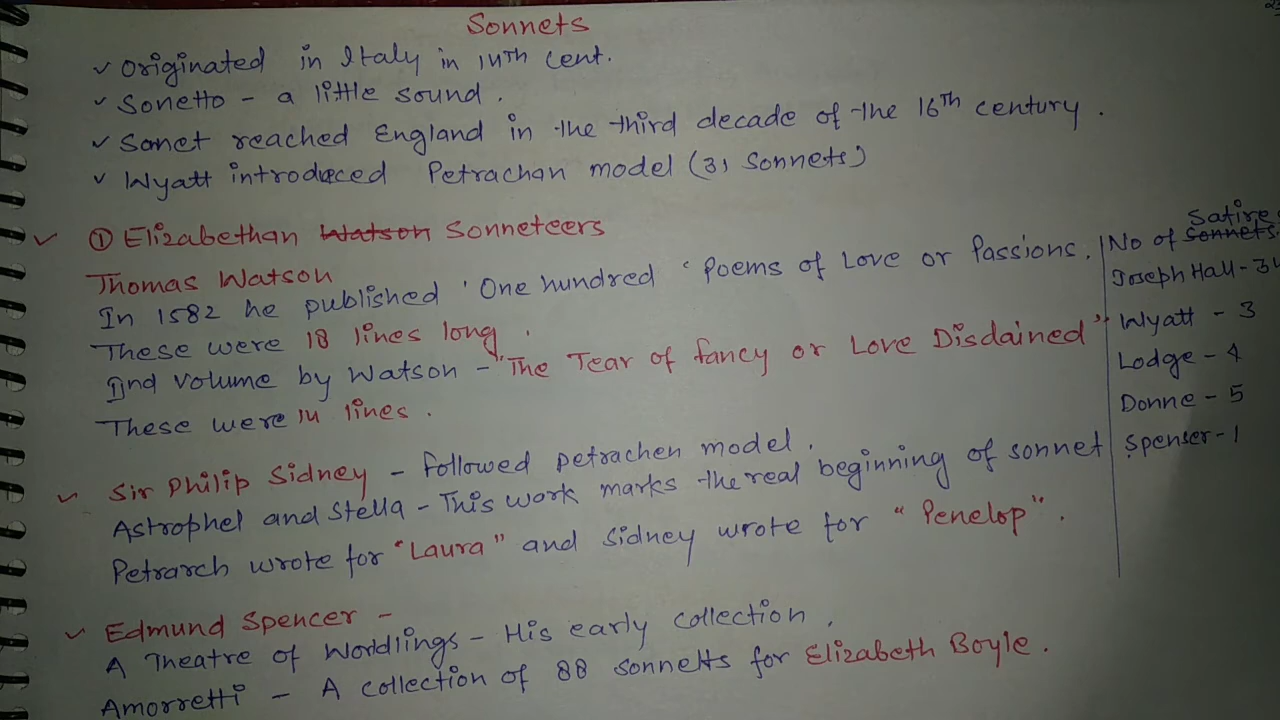 Sonnets
✓ Originated in Italy in 14th cent.
✓ Sonetto - a little sound.
✓ Sonet reached England in the third decade of the 16th century.
✓ Wyatt introduced Petrachan model (31 sonnets)
✓ ① Elizabethan Watson Sonneteers
Thomas Watson
In 1582 he published 'One hundred ' Poems of Love or Passions.
These were 18 lines long.
IInd volume by Watson - "The Tear of fancy or Love Disdained"
These were 14 lines.
✓ Sir Philip Sidney - followed petrachen model.
Astrophel and Stella - This work marks the real beginning of sonnet
Petrarch wrote for "Laura" and Sidney wrote for "Penelop".
✓ Edmund Spencer -
A Theatre of Worldlings - His early collection.
Amorretti - A collection of 88 sonnetts for Elizabeth Boyle.
Satire
No of sonnets
Joseph Hall - 34
Wyatt - 3
Lodge - 4
Donne - 5
Spenser - 1